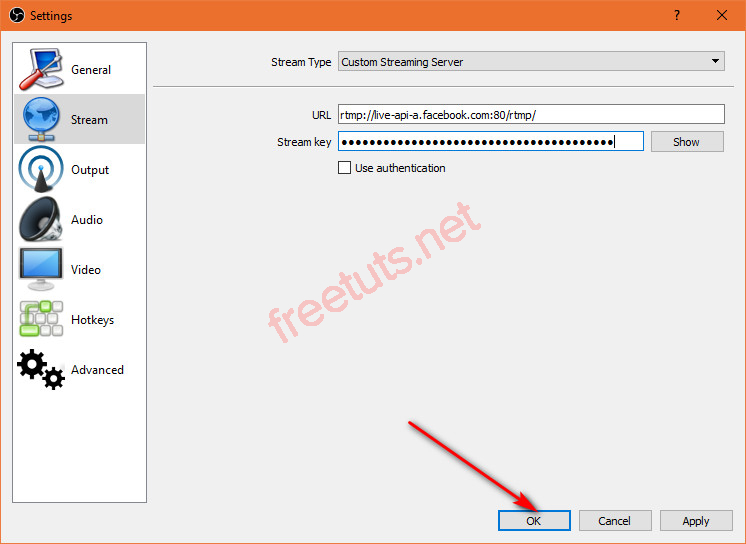 Settings
?
General
Stream
Output
Audio
Video
Hotkeys
Advanced
Stream Type Custom Streaming Server
URL rtmp://live-api-a.facebook.com:80/rtmp/
Stream key ●●●●●●●●●●●●●●●●●●●●●●●●●●●●●●●●●●●●●●● Show
Use authentication
freetuts.net
OK Cancel Apply